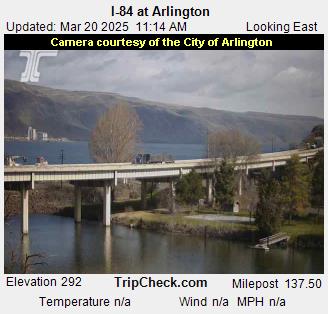 I-84 at Arlington
Updated: Mar 20 2025 11:14 AM Looking East
Camera courtesy of the City of Arlington
Elevation 292 TripCheck.com Milepost 137.50
Temperature n/a Wind n/a MPH n/a